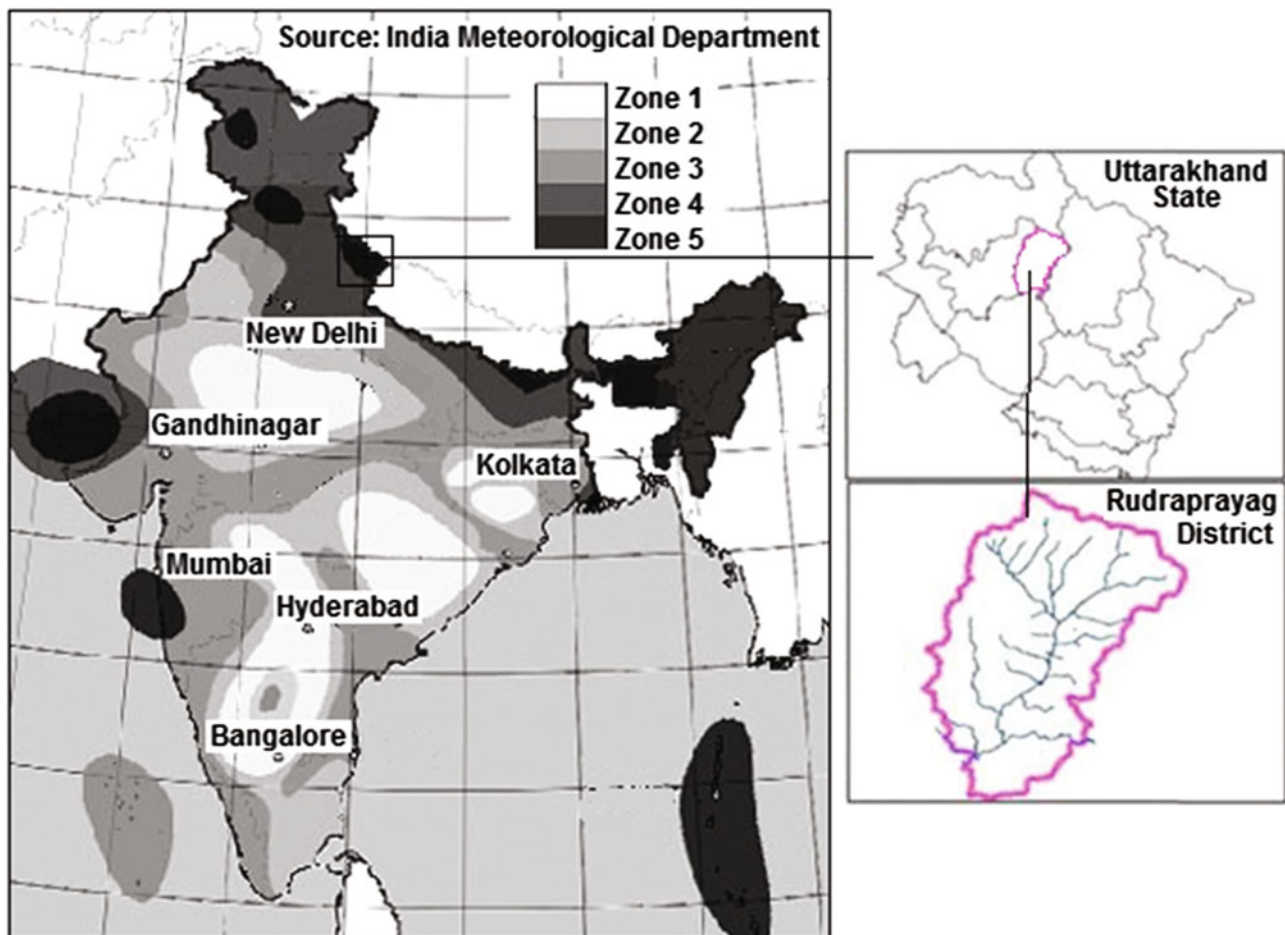 Source: India Meteorological Department
Zone 1
Zone 2
Zone 3
Zone 4
Zone 5
New Delhi
Gandhinagar
Kolkata
Mumbai
Hyderabad
Bangalore
Uttarakhand
State
Rudraprayag
District